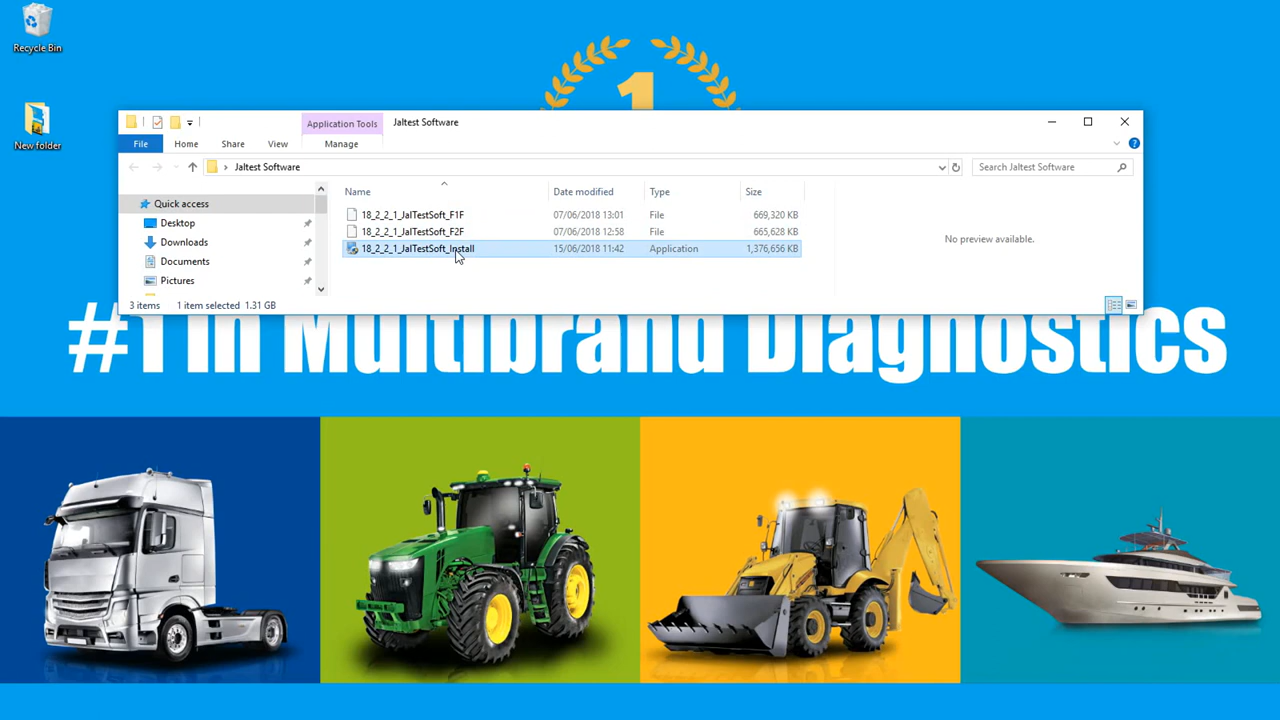 Recycle Bin
New folder
1
Application Tools
Jaltest Software
File
Home
Share
View
Manage
Jaltest Software
Search Jaltest Software
Quick access
Desktop
Downloads
Documents
Pictures
Name
Date modified
Type
Size
18_2_2_1_JalTestSoft_F1F
07/06/2018 13:01
File
669,320 KB
18_2_2_1_JalTestSoft_F2F
07/06/2018 12:58
File
665,628 KB
18_2_2_1_JalTestSoft_Install
15/06/2018 11:42
Application
1,376,656 KB
No preview available.
3 items
1 item selected 1.31 GB
#1 in Multibrand Diagnostics